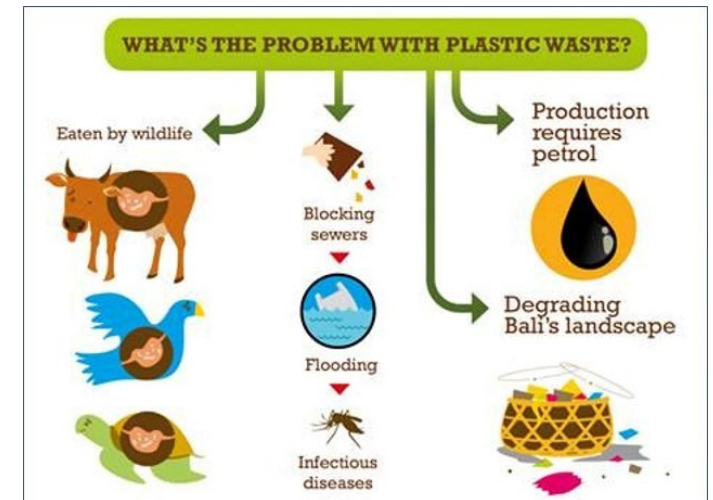 WHAT'S THE PROBLEM WITH PLASTIC WASTE?
Eaten by wildlife
Blocking
sewers
Flooding
Infectious
diseases
Production
requires
petrol
Degrading
Bali's landscape